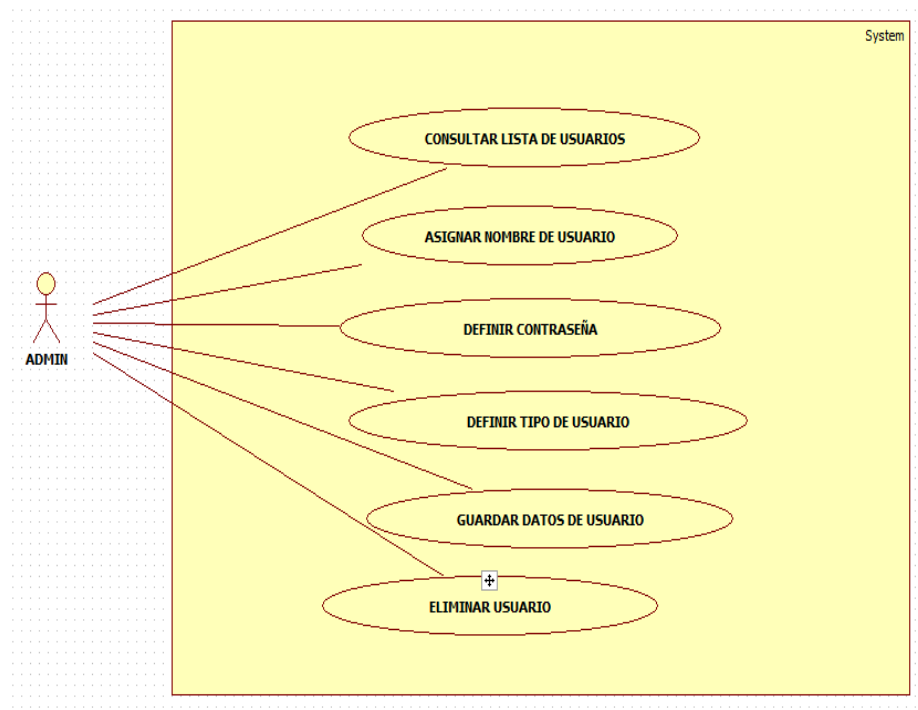 System
CONSULTAR LISTA DE USUARIOS
ASIGNAR NOMBRE DE USUARIO
DEFINIR CONTRASEÑA
ADMIN
DEFINIR TIPO DE USUARIO
GUARDAR DATOS DE USUARIO
ELIMINAR USUARIO